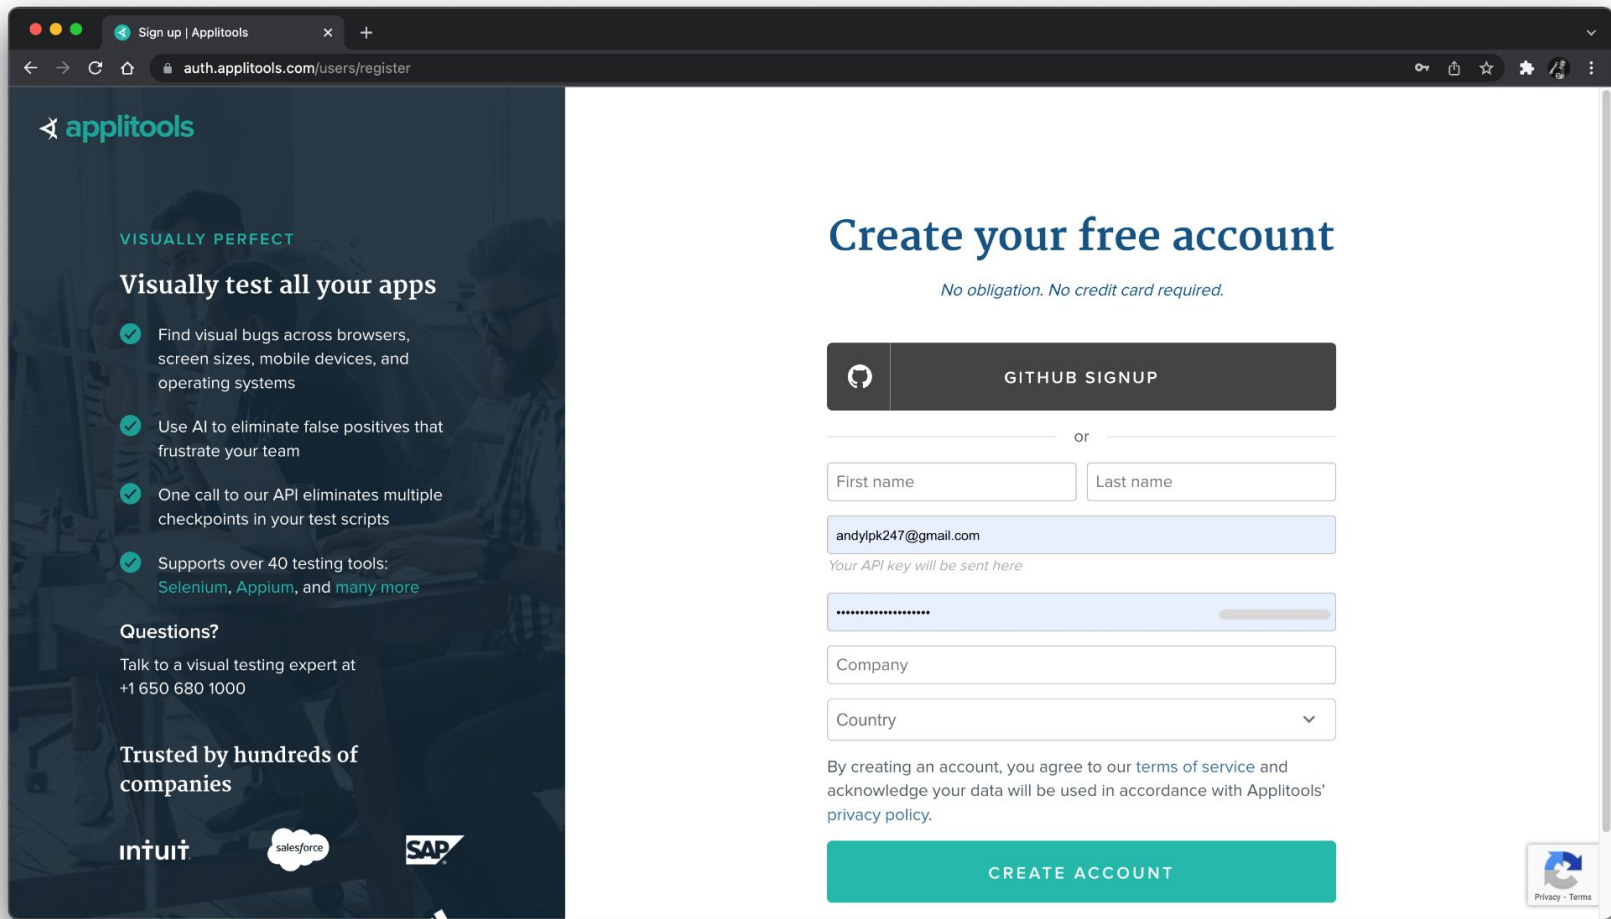 Sign up | Applitools
auth.applitools.com/users/register
applitools
VISUALLY PERFECT
Visually test all your apps
Find visual bugs across browsers,
screen sizes, mobile devices, and
operating systems
Use AI to eliminate false positives that
frustrate your team
One call to our API eliminates multiple
checkpoints in your test scripts
Supports over 40 testing tools:
Selenium, Appium, and many more
Questions?
Talk to a visual testing expert at
+1 650 680 1000
Trusted by hundreds of
companies
intuit
salesforce
SAP
Create your free account
No obligation. No credit card required.
GITHUB SIGNUP
or
First name
Last name
andylpk247@gmail.com
Your API key will be sent here
Company
Country
By creating an account, you agree to our terms of service and
acknowledge your data will be used in accordance with Applitools'
privacy policy.
CREATE ACCOUNT
Privacy - Terms